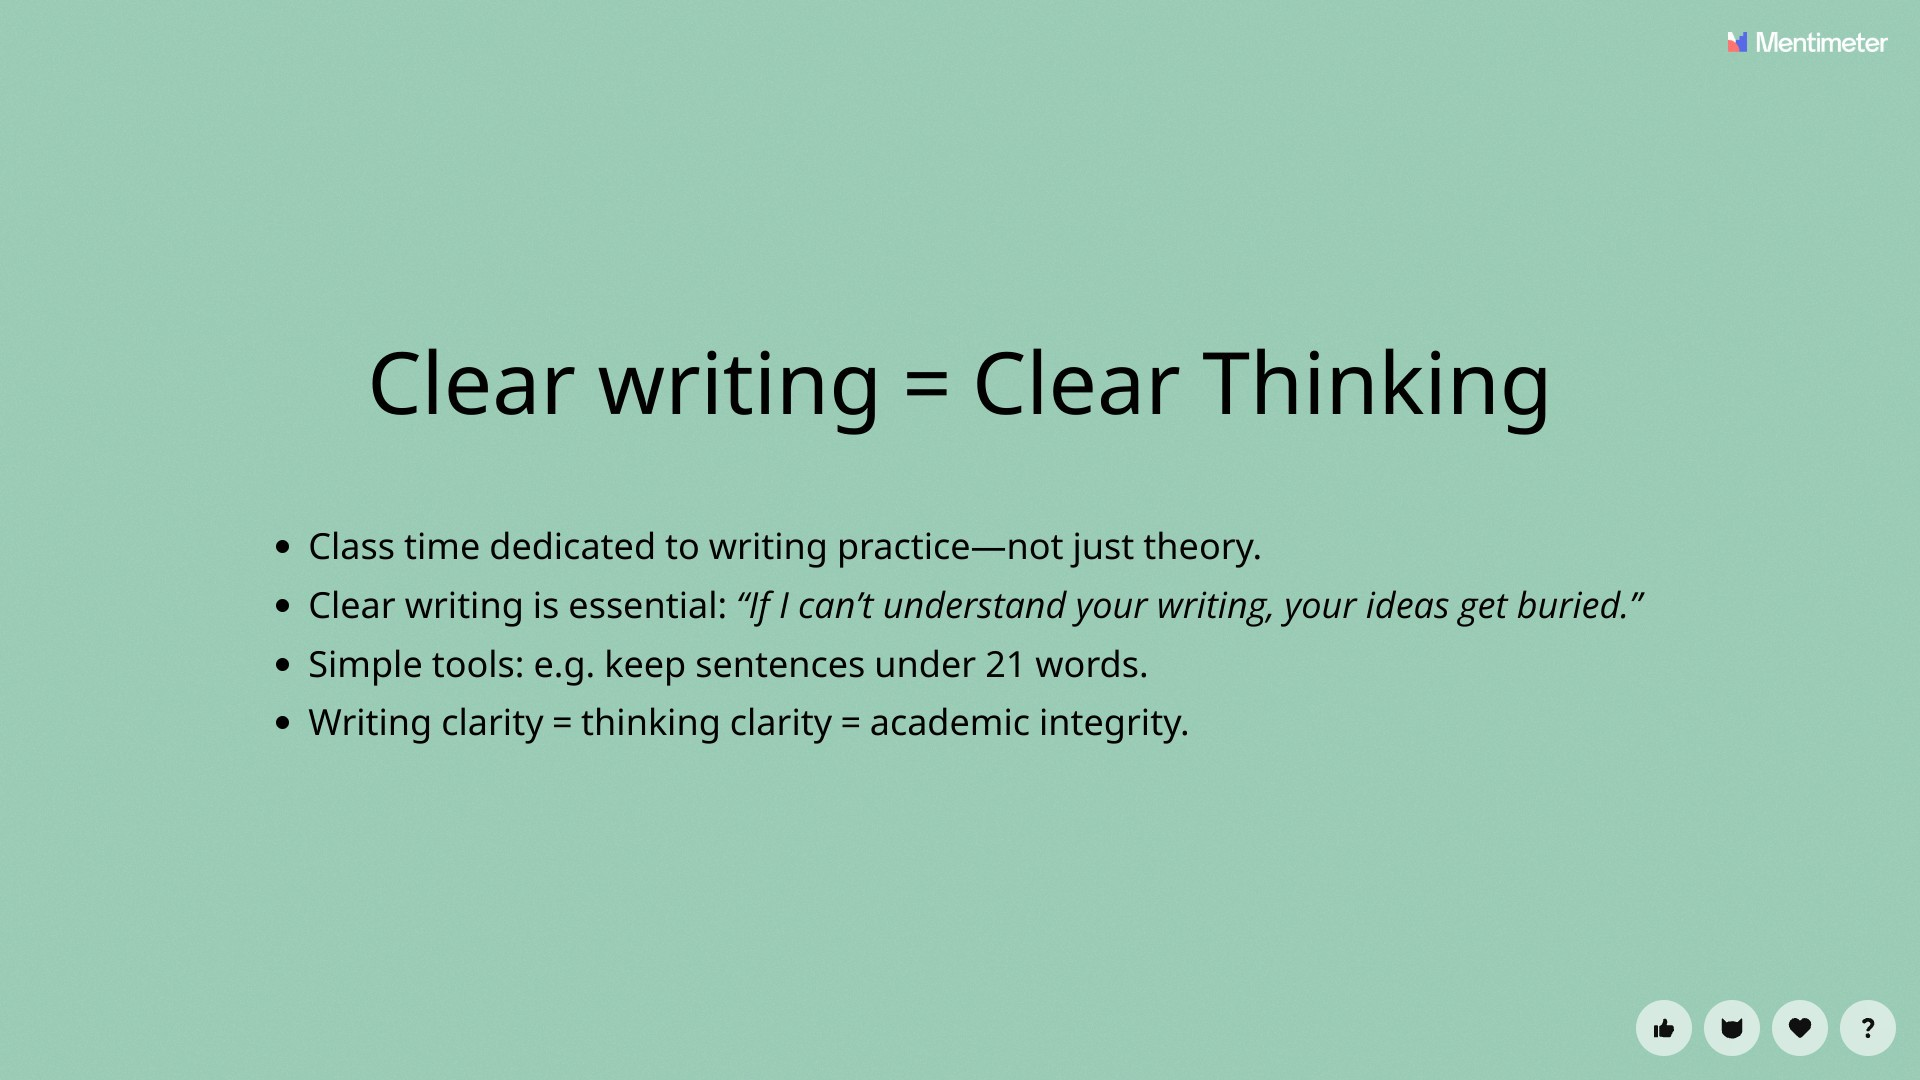 Mentimeter
Clear writing = Clear Thinking
• Class time dedicated to writing practice—not just theory.
• Clear writing is essential: “If I can’t understand your writing, your ideas get buried.”
• Simple tools: e.g. keep sentences under 21 words.
• Writing clarity = thinking clarity = academic integrity.
?